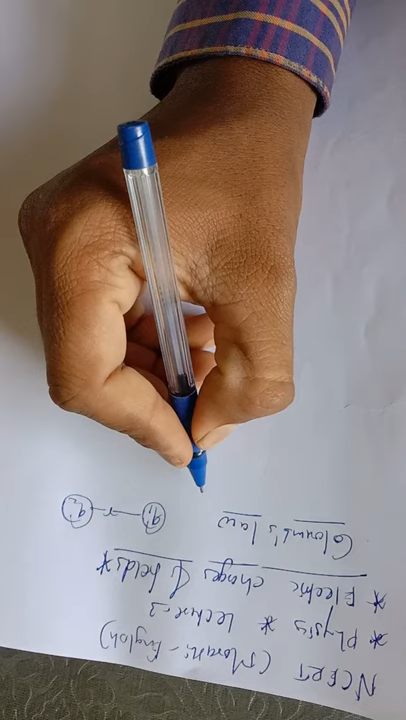 NCERT (Marathi - English)
* Physics * Lecture-3
* Electric charges & fields *
Coloumb's law
q1 - r - q2